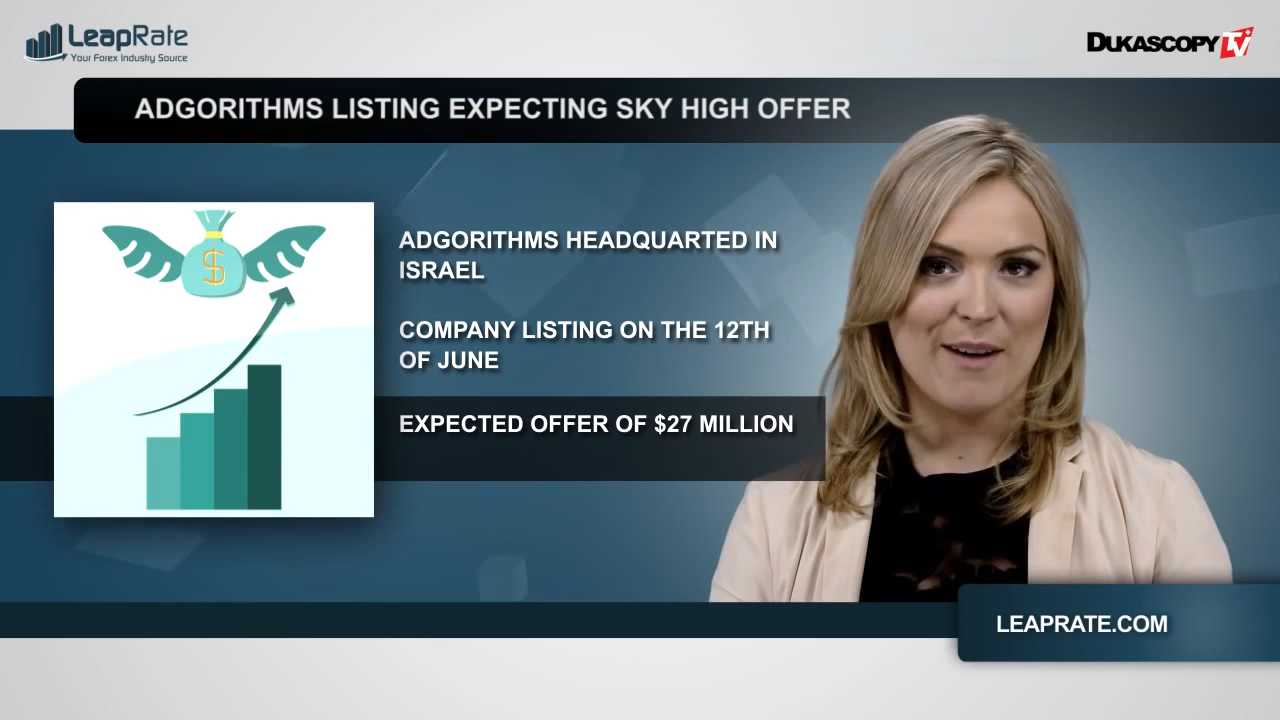 LeapRate
Your Forex Industry Source
DUKASCOPY TV
ADGORITHMS LISTING EXPECTING SKY HIGH OFFER
$
ADGORITHMS HEADQUARTED IN
ISRAEL
COMPANY LISTING ON THE 12TH
OF JUNE
EXPECTED OFFER OF $27 MILLION
LEAPRATE.COM